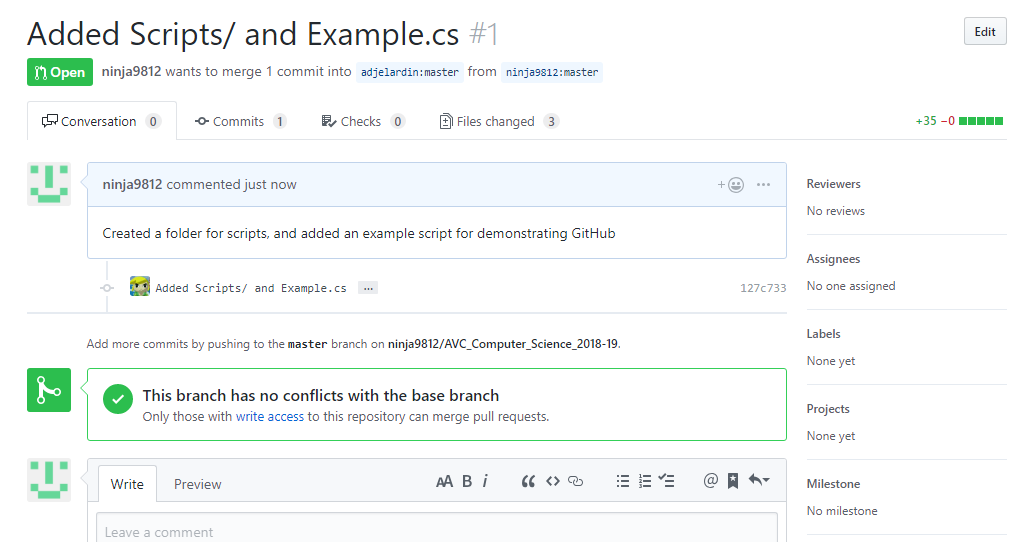 Added Scripts/ and Example.cs #1
Edit
Open ninja9812 wants to merge 1 commit into adjelardin:master from ninja9812:master
Conversation 0 Commits 1 Checks 0 Files changed 3
+35 −0
ninja9812 commented just now
Created a folder for scripts, and added an example script for demonstrating GitHub
Added Scripts/ and Example.cs ... 127c733
Add more commits by pushing to the master branch on ninja9812/AVC_Computer_Science_2018-19.
This branch has no conflicts with the base branch
Only those with write access to this repository can merge pull requests.
Write Preview
AA B i
Leave a comment
Reviewers
No reviews
Assignees
No one assigned
Labels
None yet
Projects
None yet
Milestone
No milestone